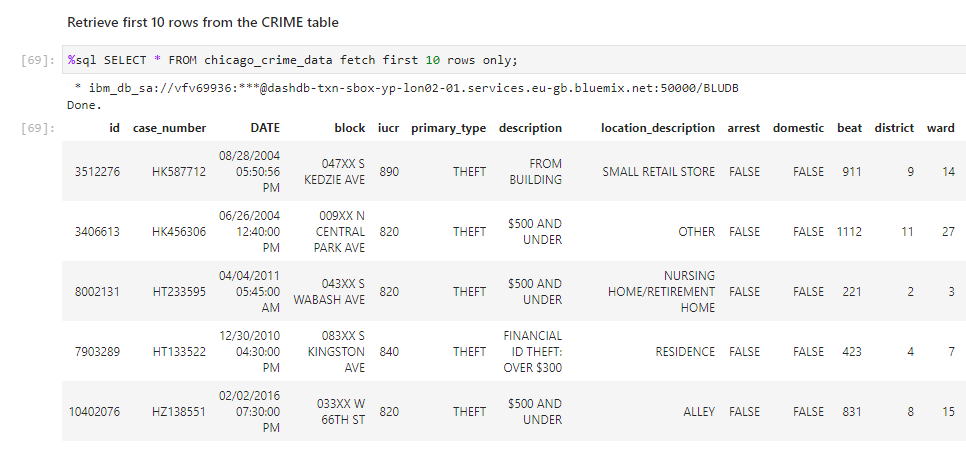 Retrieve first 10 rows from the CRIME table
[69]: %sql SELECT * FROM chicago_crime_data fetch first 10 rows only;
* ibm_db_sa://vfv69936:***@dashdb-txn-sbox-yp-lon02-01.services.eu-gb.bluemix.net:50000/BLUDB
Done.
[69]: id case_number DATE block iucr primary_type description location_description arrest domestic beat district ward
08/28/2004
3512276 HK587712 05:50:56 047XX S 890 THEFT FROM SMALL RETAIL STORE FALSE FALSE 911 9 14
PM KEDZIE AVE BUILDING
06/26/2004 009XX N
3406613 HK456306 12:40:00 CENTRAL 820 THEFT $500 AND OTHER FALSE FALSE 1112 11 27
PM PARK AVE UNDER
04/04/2011 NURSING
8002131 HT233595 05:45:00 043XX S 820 THEFT $500 AND HOME/RETIREMENT FALSE FALSE 221 2 3
AM WABASH AVE UNDER HOME
12/30/2010 083XX S FINANCIAL
7903289 HT133522 04:30:00 KINGSTON 840 THEFT ID THEFT: RESIDENCE FALSE FALSE 423 4 7
PM AVE OVER $300
02/02/2016
10402076 HZ138551 07:30:00 033XX W 820 THEFT $500 AND ALLEY FALSE FALSE 831 8 15
PM 66TH ST UNDER